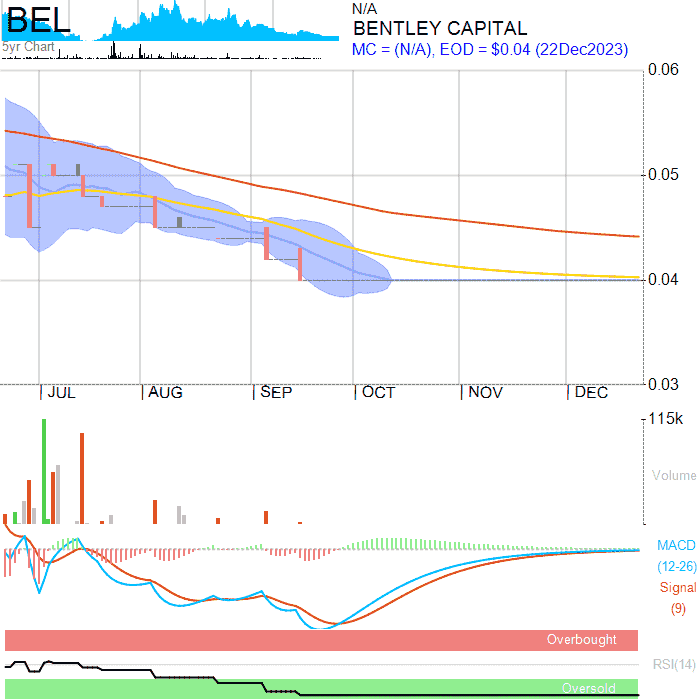 BEL
5yr Chart
N/A
BENTLEY CAPITAL
MC = (N/A), EOD = $0.04 (22Dec2023)
0.06
0.05
0.04
0.03
JUL AUG SEP OCT NOV DEC
115k
Volume
MACD
(12-26)
Signal
(9)
Overbought
RSI(14)
Oversold